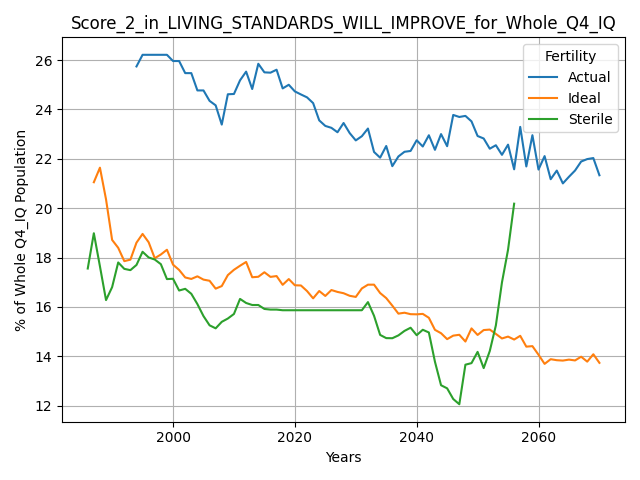 Score_2_in_LIVING_STANDARDS_WILL_IMPROVE_for_Whole_Q4_IQ
Fertility
Actual
Ideal
Sterile
% of Whole Q4_IQ Population
26
24
22
20
18
16
14
12
2000
2020
2040
2060
Years